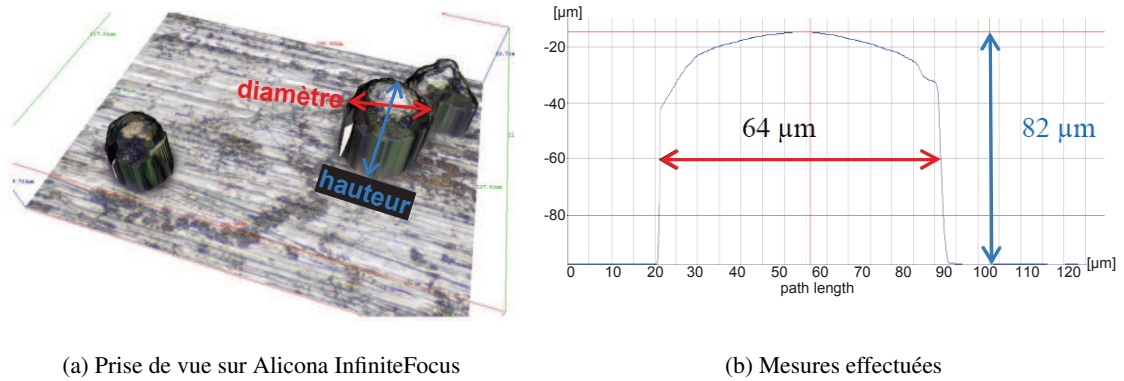 diamètre
hauteur
[µm]
-20
-40
-60
-80
64 µm
82 µm
0 10 20 30 40 50 60 70 80 90 100 110 120 [µm]
path length
(a) Prise de vue sur Alicona InfiniteFocus
(b) Mesures effectuées